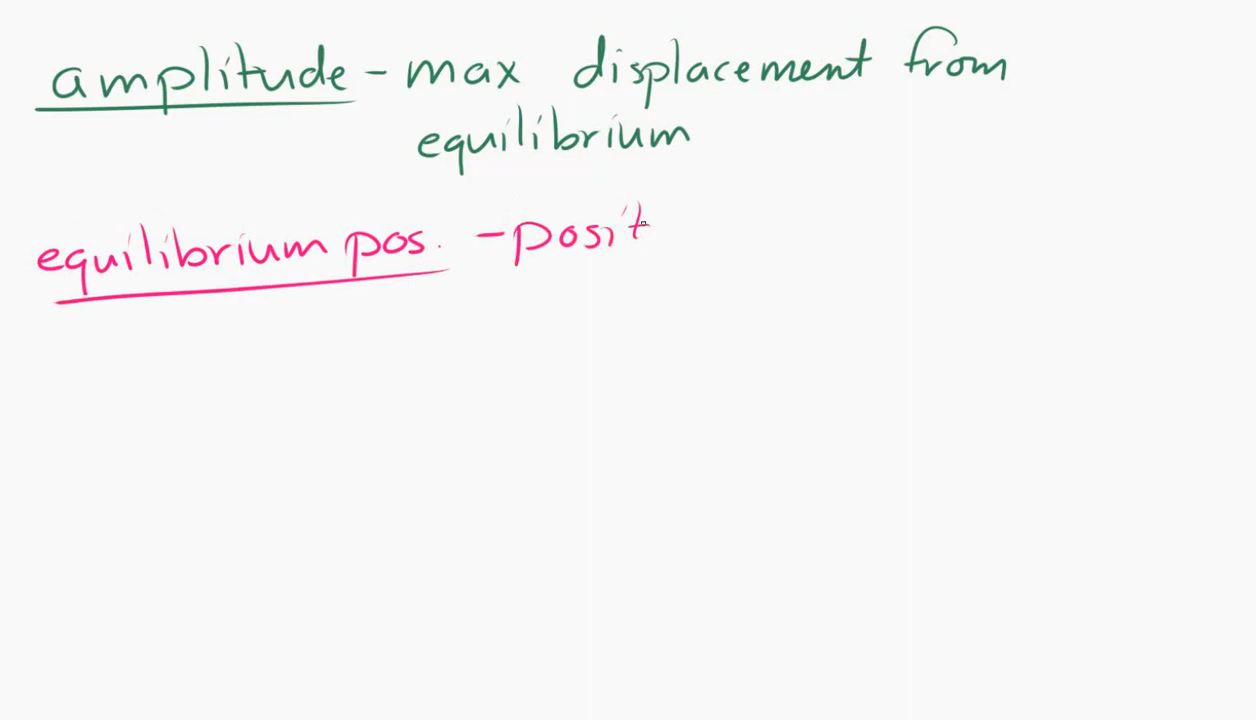 amplitude - max displacement from
equilibrium
equilibrium pos. - posit